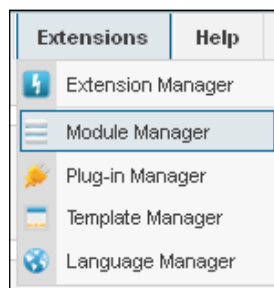 Extensions Help
Extension Manager
Module Manager
Plug-in Manager
Template Manager
Language Manager